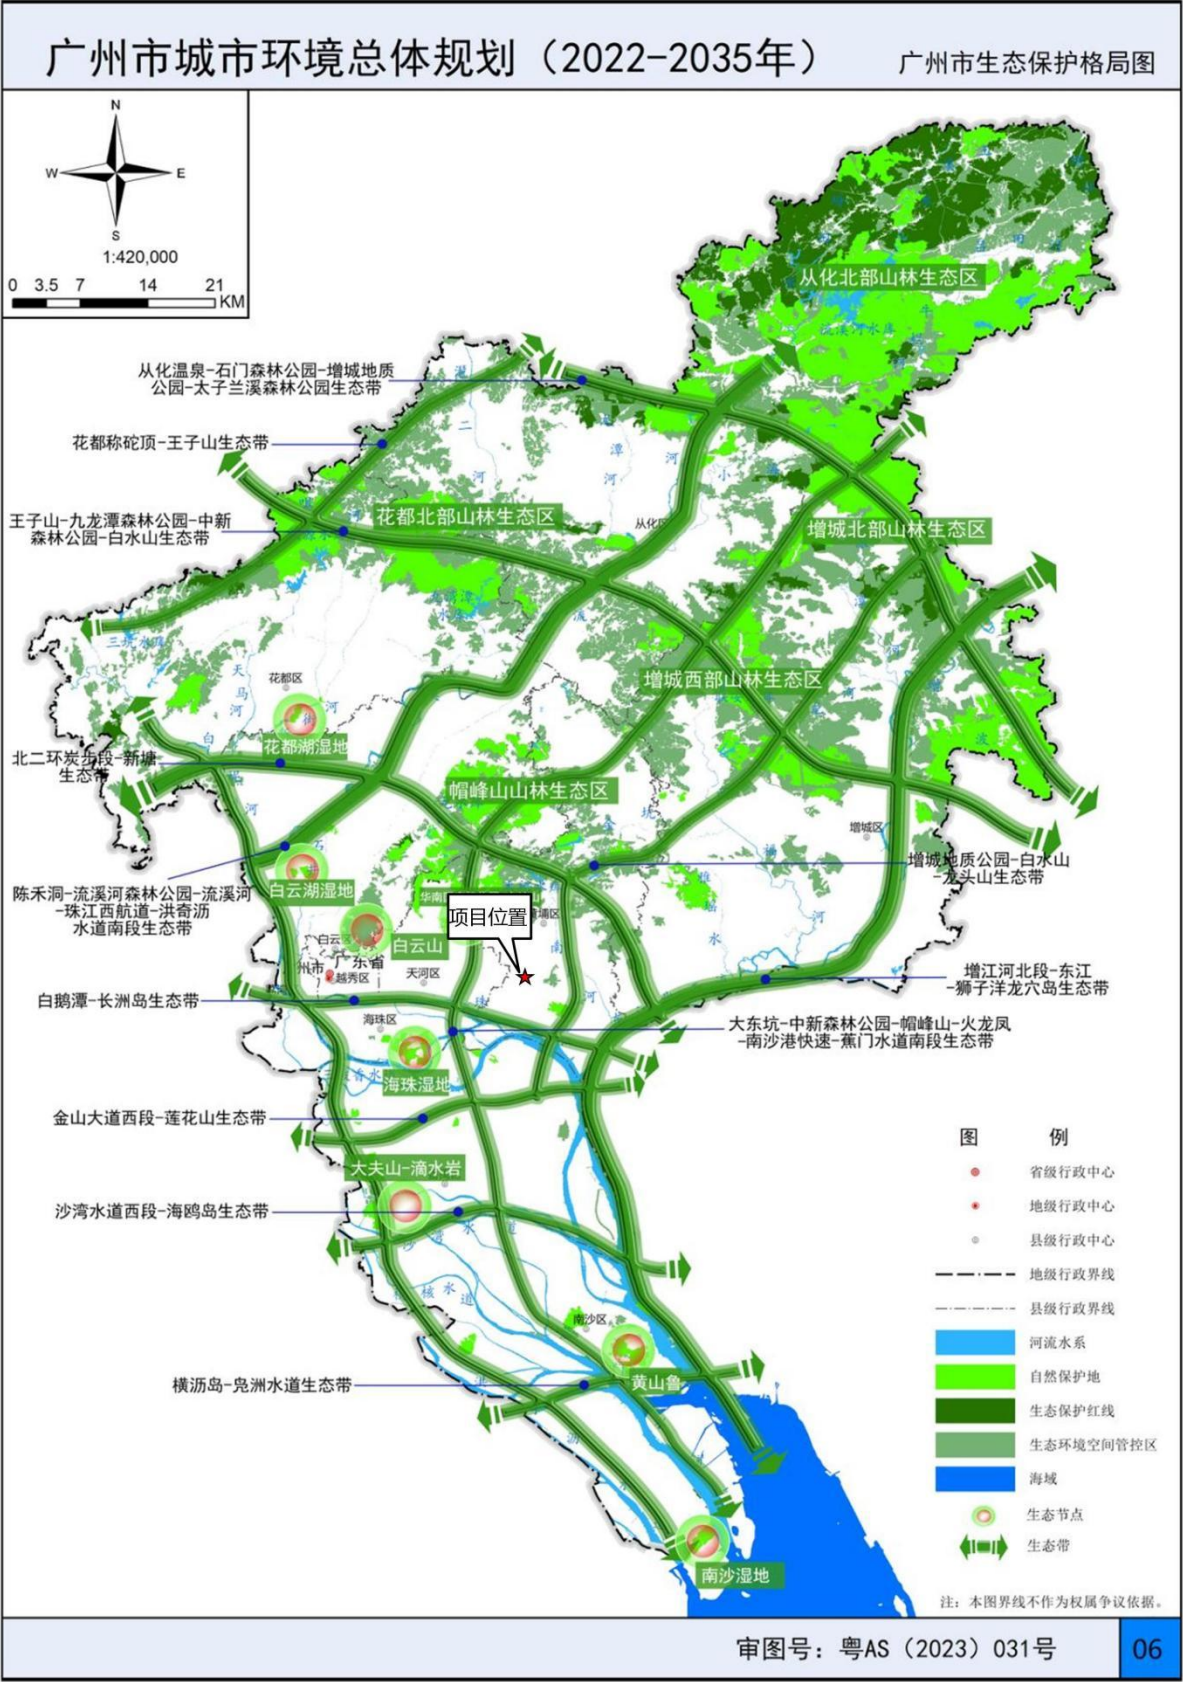 广州市城市环境总体规划（2022-2035年）
广州市生态保护格局图
N
W
E
S
1:420,000
0 3.5 7 14 21
KM
从化北部山林生态区
从化温泉-石门森林公园-增城地质
公园-太子兰溪森林公园生态带
花都称砣顶-王子山生态带
王子山-九龙潭森林公园-中新
森林公园-白水山生态带
花都北部山林生态区
增城北部山林生态区
增城西部山林生态区
三坑水库
天
马
河
花都区
花都湖湿地
北二环炭步段-新塘
生态带
帽峰山山林生态区
增城区
增城地质公园-白水山
-龙头山生态带
陈禾洞-流溪河森林公园-流溪河
-珠江西航道-洪奇沥
水道南段生态带
白云湖湿地
项目位置
白云山
广东省
越秀区
天河区
白鹅潭-长洲岛生态带
增江河北段-东江
-狮子洋龙穴岛生态带
海珠区
大东坑-中新森林公园-帽峰山-火龙凤
-南沙港快速-蕉门水道南段生态带
海珠湿地
金山大道西段-莲花山生态带
大夫山-滴水岩
沙湾水道西段-海鸥岛生态带
南沙区
黄山鲁
横沥岛-凫洲水道生态带
南沙湿地
图 例
省级行政中心
地级行政中心
县级行政中心
地级行政界线
县级行政界线
河流水系
自然保护地
生态保护红线
生态环境空间管控区
海域
生态节点
生态带
注：本图界线不作为权属争议依据。
审图号：粤AS（2023）031号
06